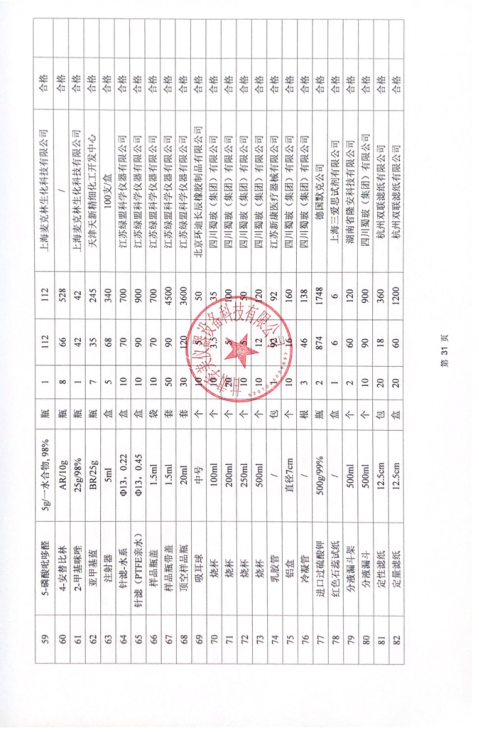 59 5-磷酸吡哆醛 5g/一水合物, 98% 瓶 1 112 112 上海麦克林生化科技有限公司 合格
60 4-安替比林 AR/10g 瓶 8 66 528 / 合格
61 2-甲基咪唑 25g/98% 瓶 1 42 42 上海麦克林生化科技有限公司 合格
62 亚甲基蓝 BR/25g 瓶 7 35 245 天津天新精细化工开发中心 合格
63 注射器 5ml 盒 5 68 340 100支/盒 合格
64 针滤-水系 Φ13，0.22 盒 10 70 700 江苏绿盟科学仪器有限公司 合格
65 针滤（PTFE亲水） Φ13，0.45 盒 10 90 900 江苏绿盟科学仪器有限公司 合格
66 样品瓶盖 1.5ml 袋 10 70 700 江苏绿盟科学仪器有限公司 合格
67 样品瓶带盖 1.5ml 套 50 90 4500 江苏绿盟科学仪器有限公司 合格
68 顶空样品瓶 20ml 套 30 120 3600 江苏绿盟科学仪器有限公司 合格
69 吸耳球 中号 个 10 5 50 北京环迪长辰橡胶制品有限公司 合格
70 烧杯 100ml 个 10 3.5 35 四川蜀玻（集团）有限公司 合格
71 烧杯 200ml 个 20 5 100 四川蜀玻（集团）有限公司 合格
72 烧杯 250ml 个 10 5 50 四川蜀玻（集团）有限公司 合格
73 烧杯 500ml 个 10 12 120 四川蜀玻（集团）有限公司 合格
74 乳胶管 / 包 1 92 92 江苏新康医疗器械有限公司 合格
75 铝盒 直径7cm 个 10 16 160 四川蜀玻（集团）有限公司 合格
76 冷凝管 / 根 3 46 138 四川蜀玻（集团）有限公司 合格
77 进口过硫酸钾 500g/99% 瓶 2 874 1748 德国默克公司 合格
78 红色石蕊试纸 / 盒 1 6 6 上海三爱思试剂有限公司 合格
79 分液漏斗架 500ml 个 2 60 120 湖南省隆安科技有限公司 合格
80 分液漏斗 500ml 个 10 90 900 四川蜀玻（集团）有限公司 合格
81 定性滤纸 12.5cm 包 20 18 360 杭州双联滤纸有限公司 合格
82 定量滤纸 12.5cm 盒 20 60 1200 杭州双联滤纸有限公司 合格
仪器设备科技有限公司
第 31 页